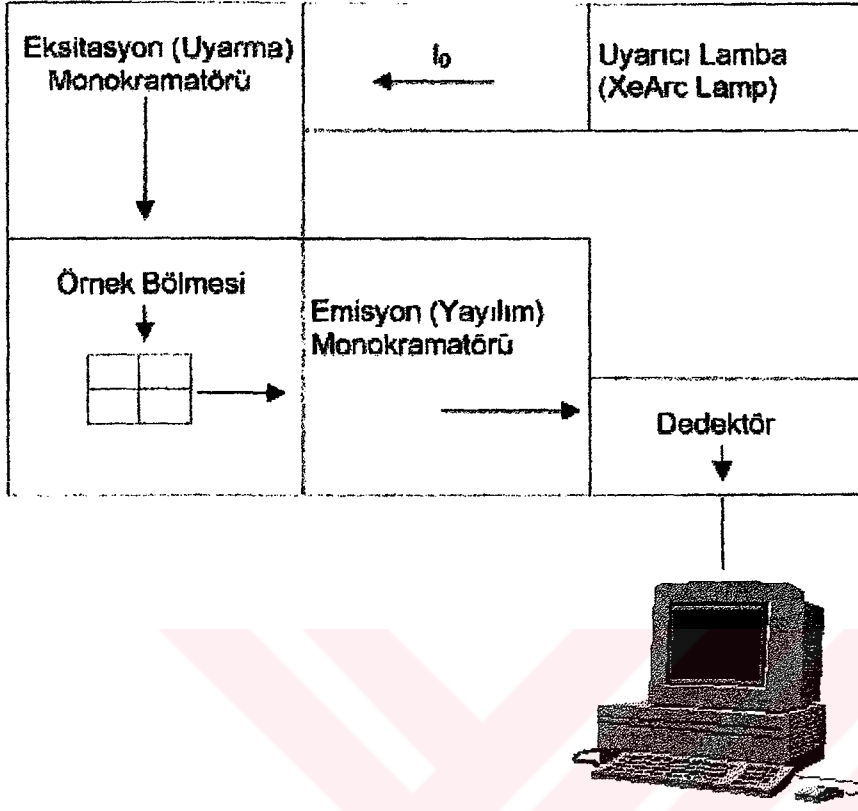 Eksitasyon (Uyarma)
Monokramatörü
I₀
Uyarıcı Lamba
(XeArc Lamp)
Örnek Bölmesi
Emisyon (Yayılım)
Monokramatörü
Dedektör